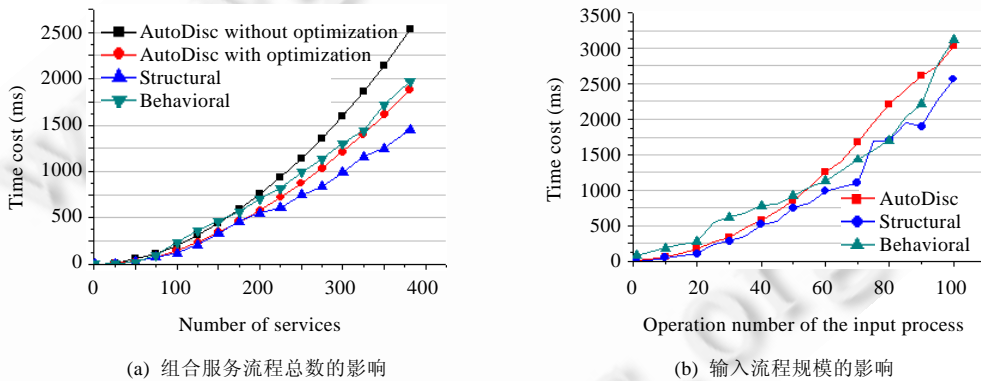 2500
2000
1500
1000
500
0
Time cost (ms)
AutoDisc without optimization
AutoDisc with optimization
Structural
Behavioral
0 100 200 300 400
Number of services
(a) 组合服务流程总数的影响
3500
3000
2500
2000
1500
1000
500
0
Time cost (ms)
AutoDisc
Structural
Behavioral
0 20 40 60 80 100
Operation number of the input process
(b) 输入流程规模的影响